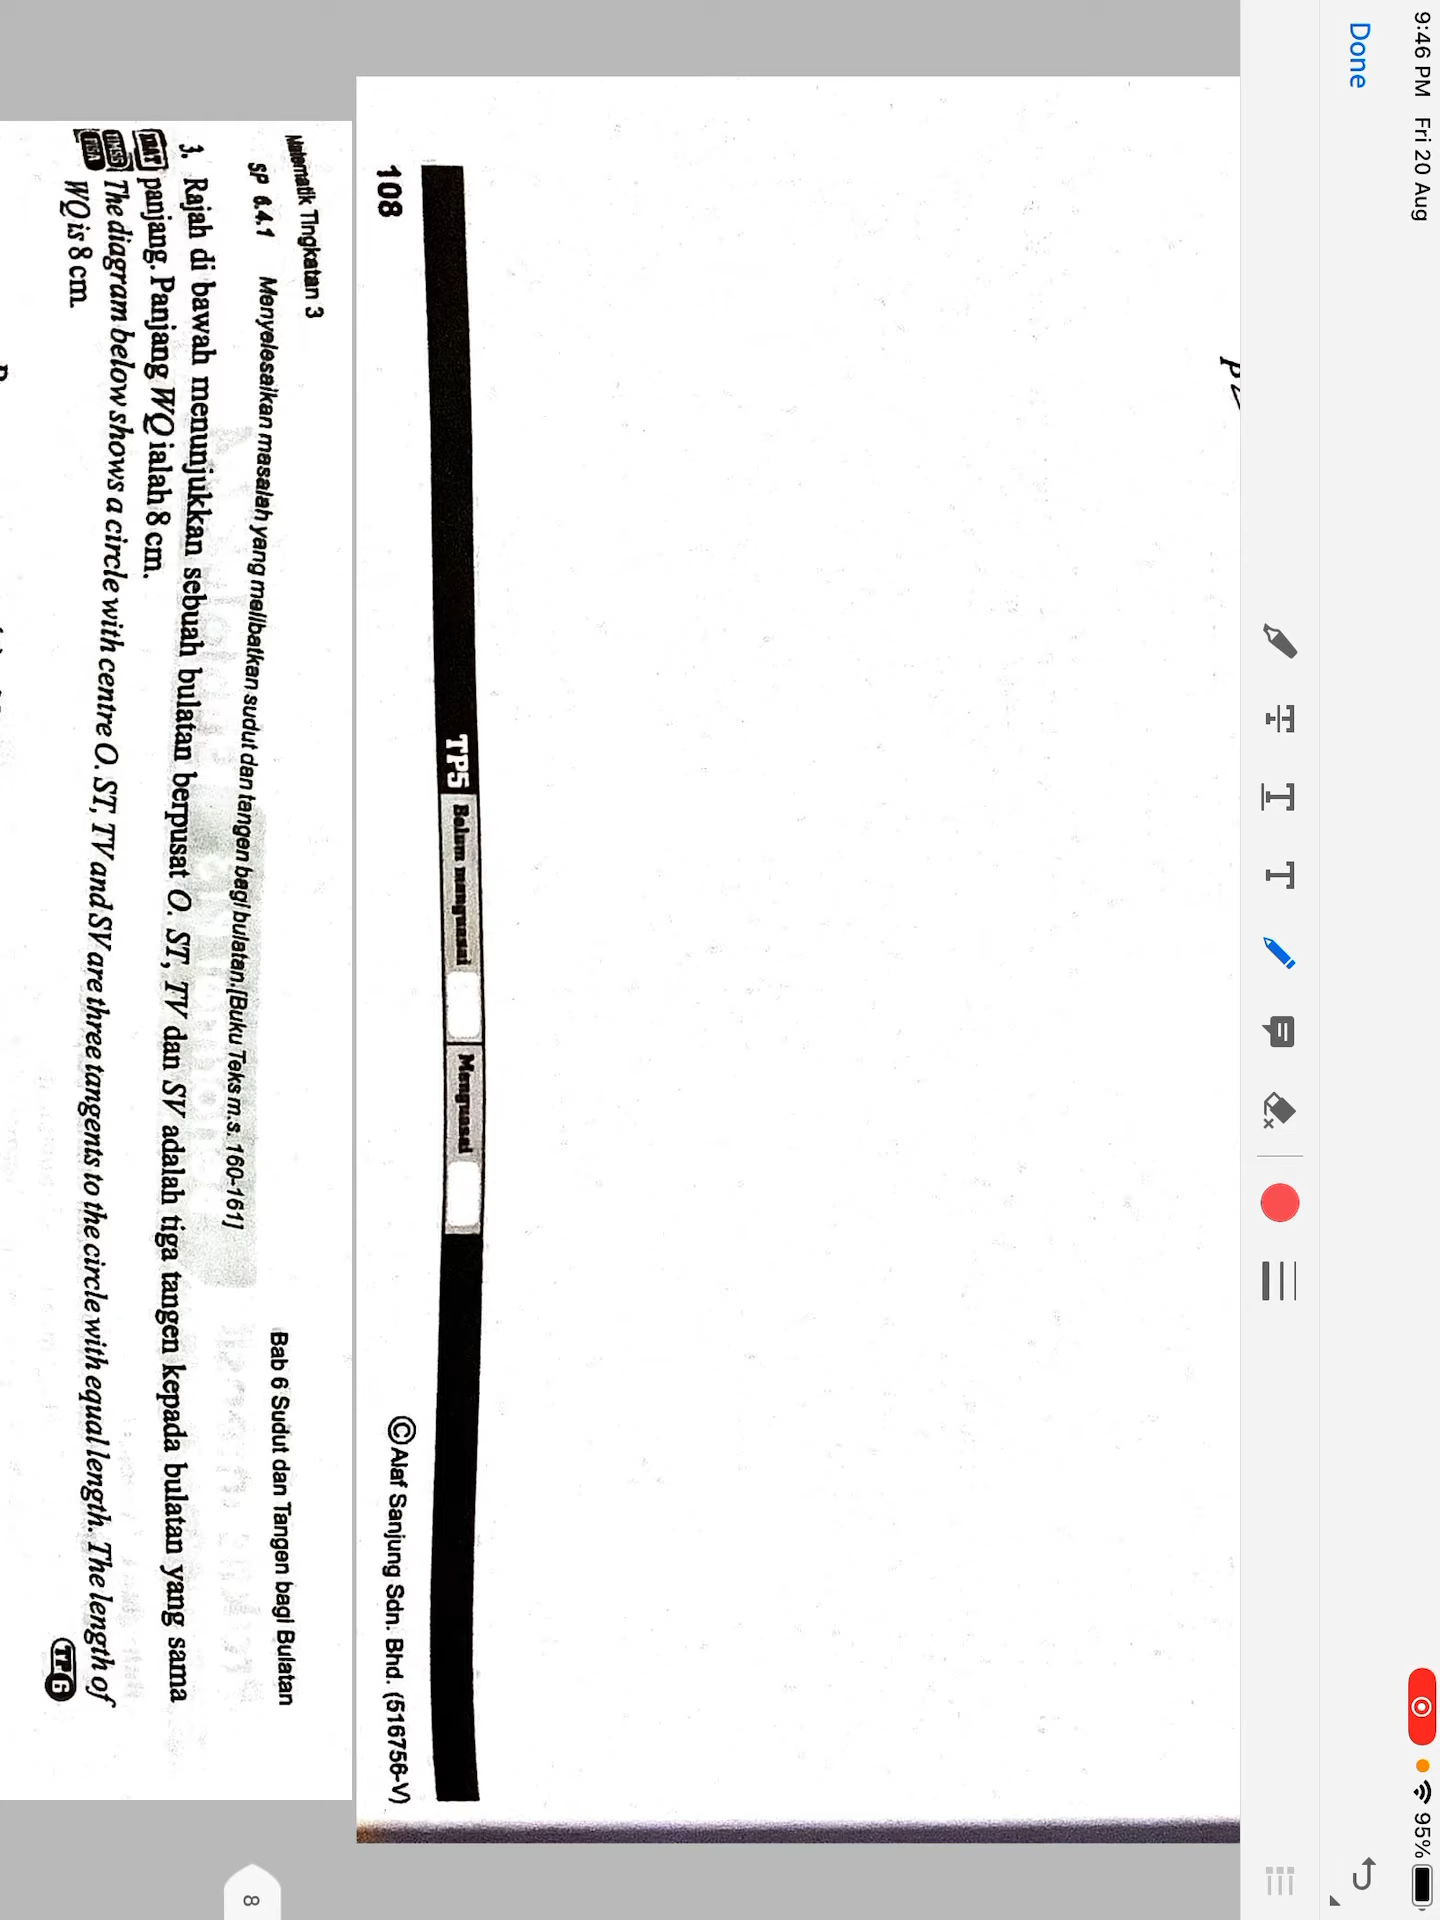 9:46 PM Fri 20 Aug
95%
Done
TP5 Belum menguasai Menguasai
108
©Alaf Sanjung Sdn. Bhd. (516756-V)
Matematik Tingkatan 3
Bab 6 Sudut dan Tangen bagi Bulatan
SP 6.4.1 Menyelesaikan masalah yang melibatkan sudut dan tangen bagi bulatan.[Buku Teks m.s. 160-161]
3. Rajah di bawah menunjukkan sebuah bulatan berpusat O. ST, TV dan SV adalah tiga tangen kepada bulatan yang sama
KBAT panjang. Panjang WQ ialah 8 cm.
The diagram below shows a circle with centre O. ST, TV and SV are three tangents to the circle with equal length. The length of
WQ is 8 cm.
TP6
8